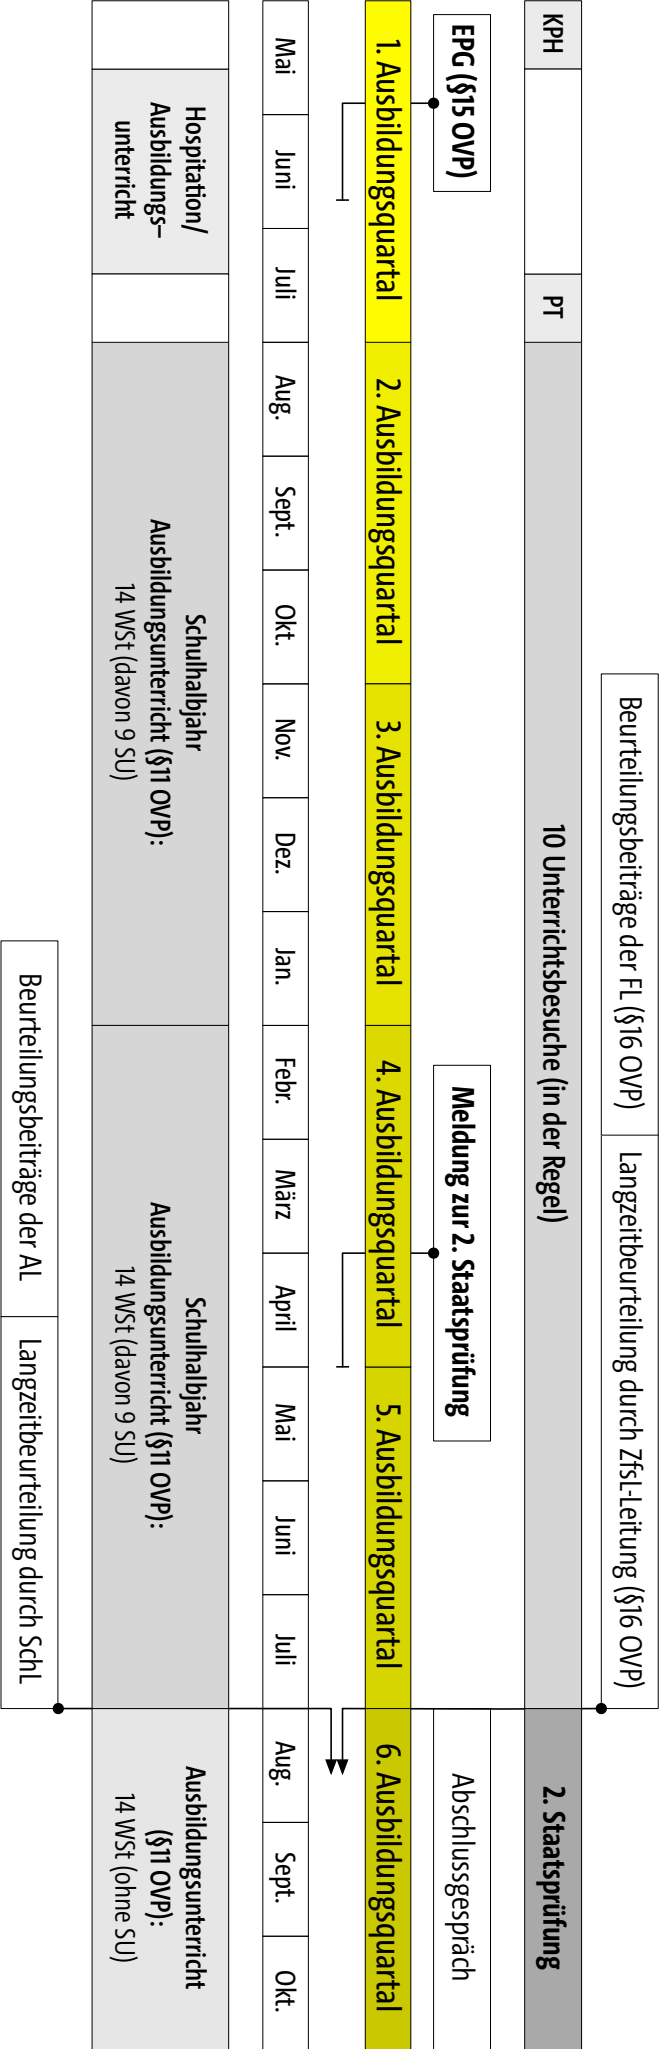 Beurteilungsbeiträge der FL (§16 OVP)
Langzeitbeurteilung durch ZfsL-Leitung (§16 OVP)
KPH
PT
10 Unterrichtsbesuche (in der Regel)
2. Staatsprüfung
EPG (§15 OVP)
Meldung zur 2. Staatsprüfung
Abschlussgespräch
1. Ausbildungsquartal
2. Ausbildungsquartal
3. Ausbildungsquartal
4. Ausbildungsquartal
5. Ausbildungsquartal
6. Ausbildungsquartal
Mai
Juni
Juli
Aug.
Sept.
Okt.
Nov.
Dez.
Jan.
Febr.
März
April
Mai
Juni
Juli
Aug.
Sept.
Okt.
Hospitation/
Ausbildungs–
unterricht
Schulhalbjahr
Ausbildungsunterricht (§11 OVP):
14 WSt (davon 9 SU)
Schulhalbjahr
Ausbildungsunterricht (§11 OVP):
14 WSt (davon 9 SU)
Ausbildungsunterricht
(§11 OVP):
14 WSt (ohne SU)
Beurteilungsbeiträge der AL
Langzeitbeurteilung durch SchL